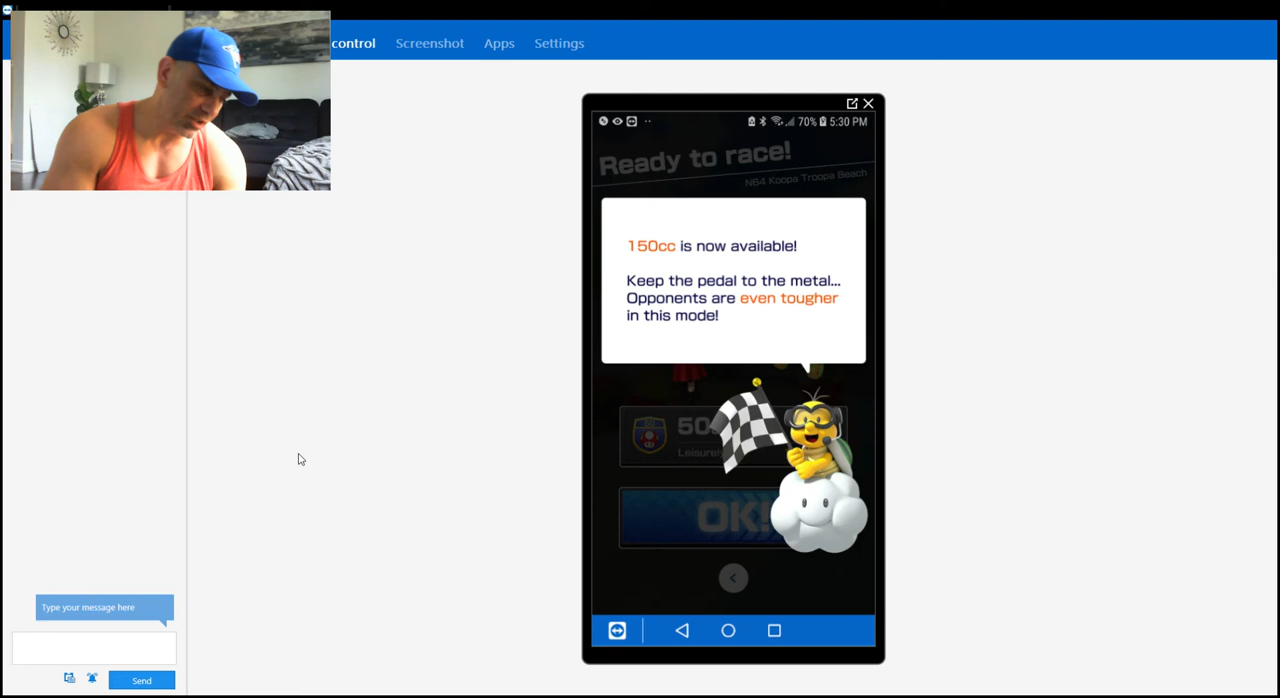 control Screenshot Apps Settings
70% 5:30 PM
Ready to race!
N64 Koopa Troopa Beach
150cc is now available!
Keep the pedal to the metal...
Opponents are even tougher
in this mode!
OK!
Type your message here
Send